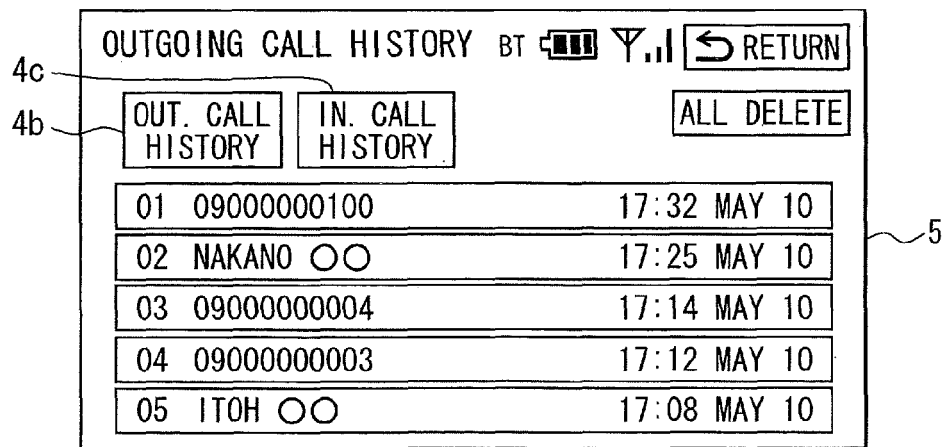 OUTGOING CALL HISTORY BT RETURN
4c
4b
OUT. CALL
HISTORY
IN. CALL
HISTORY
ALL DELETE
01 09000000100 17:32 MAY 10
02 NAKANO ○○ 17:25 MAY 10
5
03 09000000004 17:14 MAY 10
04 09000000003 17:12 MAY 10
05 ITOH ○○ 17:08 MAY 10